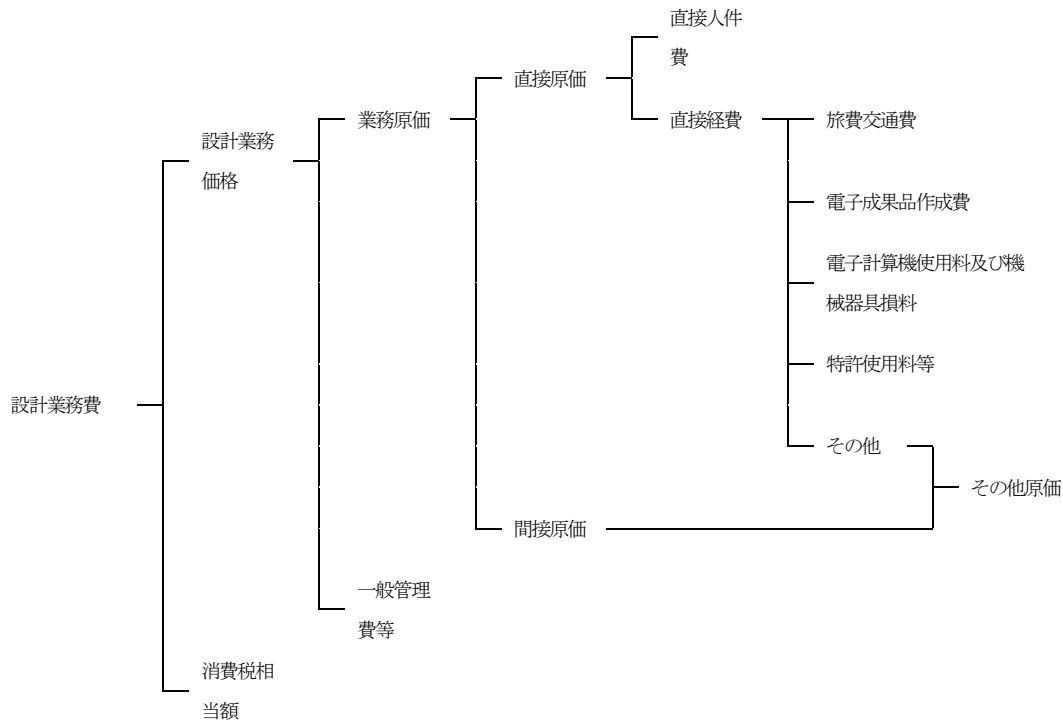 直接人件
費
直接原価
業務原価
直接経費
旅費交通費
設計業務
価格
電子成果品作成費
電子計算機使用料及び機
械器具損料
特許使用料等
設計業務費
その他
その他原価
間接原価
一般管理
費等
消費税相
当額